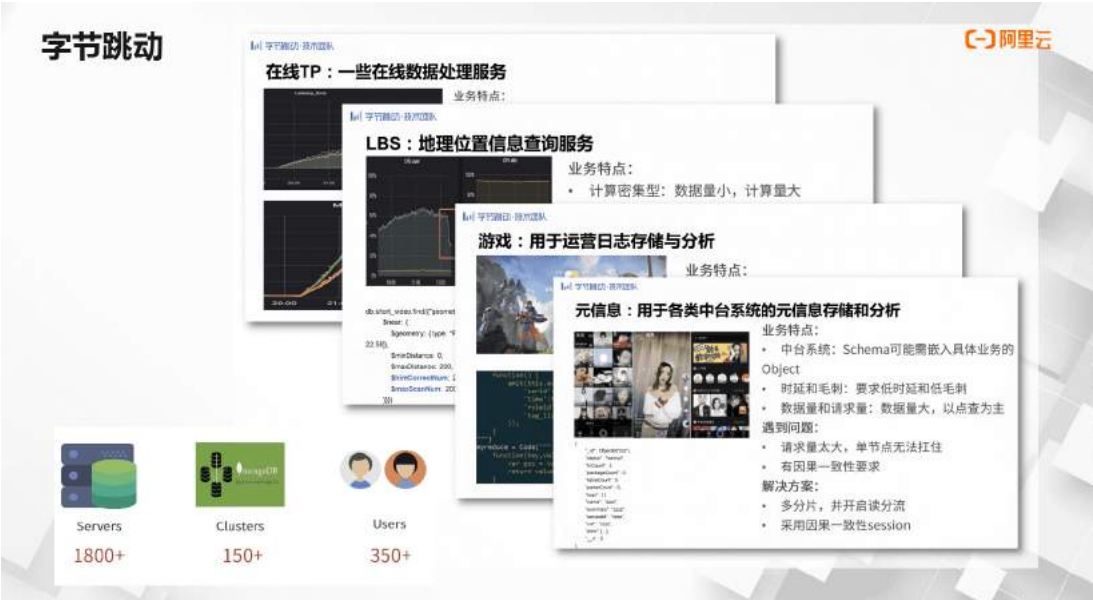 字节跳动
阿里云
字节跳动·技术团队
在线TP：一些在线数据处理服务
业务特点：
字节跳动·技术团队
LBS：地理位置信息查询服务
业务特点：
• 计算密集型：数据量小，计算量大
$near: {
$minDistance: 0,
字节跳动·技术团队
游戏：用于运营日志存储与分析
业务特点：
字节跳动·技术团队
元信息：用于各类中台系统的元信息存储和分析
业务特点：
• 中台系统：Schema可能需嵌入具体业务的
Object
• 时延和毛刺：要求低时延和低毛刺
• 数据量和请求量：数据量大，以点查为主
遇到问题：
• 请求量太大，单节点无法扛住
• 有因果一致性要求
解决方案：
• 多分片，并开启读分流
• 采用因果一致性session
Servers
1800+
Clusters
150+
Users
350+